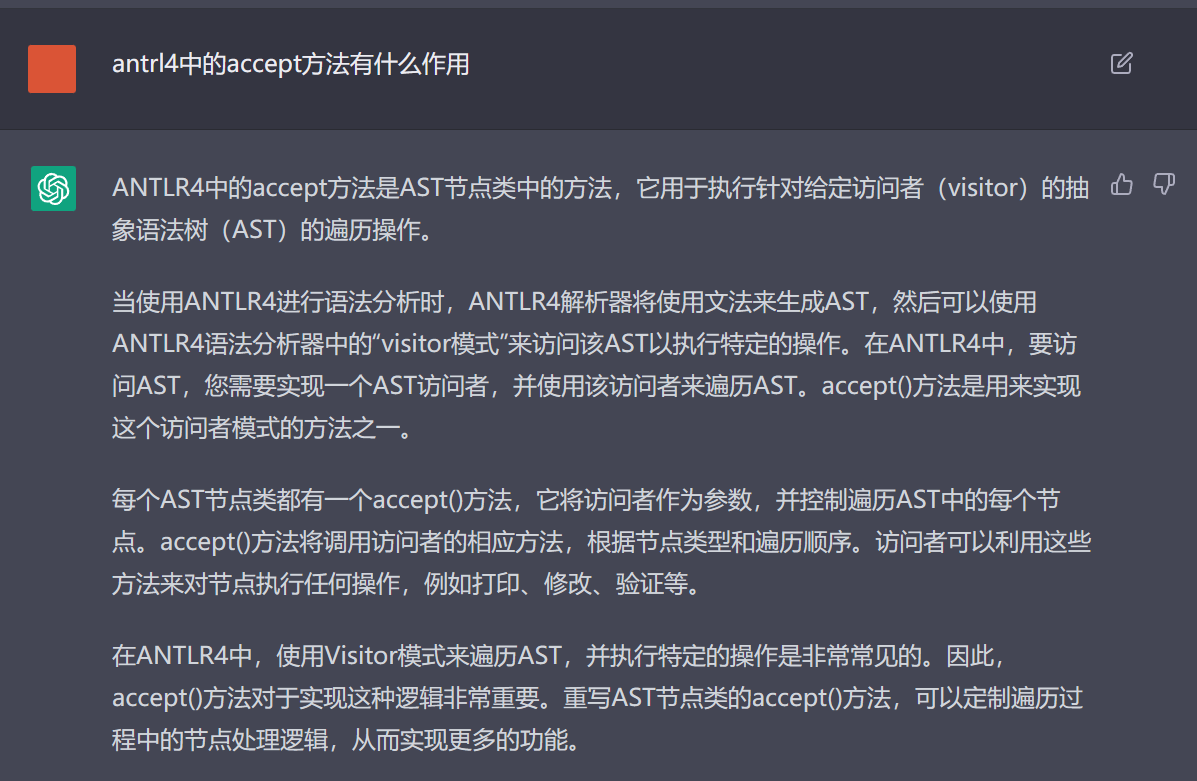 antrl4中的accept方法有什么作用
ANTLR4中的accept方法是AST节点类中的方法，它用于执行针对给定访问者（visitor）的抽
象语法树（AST）的遍历操作。
当使用ANTLR4进行语法分析时，ANTLR4解析器将使用文法来生成AST，然后可以使用
ANTLR4语法分析器中的“visitor模式”来访问该AST以执行特定的操作。在ANTLR4中，要访
问AST，您需要实现一个AST访问者，并使用该访问者来遍历AST。accept()方法是用来实现
这个访问者模式的方法之一。
每个AST节点类都有一个accept()方法，它将访问者作为参数，并控制遍历AST中的每个节
点。accept()方法将调用访问者的相应方法，根据节点类型和遍历顺序。访问者可以利用这些
方法来对节点执行任何操作，例如打印、修改、验证等。
在ANTLR4中，使用Visitor模式来遍历AST，并执行特定的操作是非常常见的。因此，
accept()方法对于实现这种逻辑非常重要。重写AST节点类的accept()方法，可以定制遍历过
程中的节点处理逻辑，从而实现更多的功能。